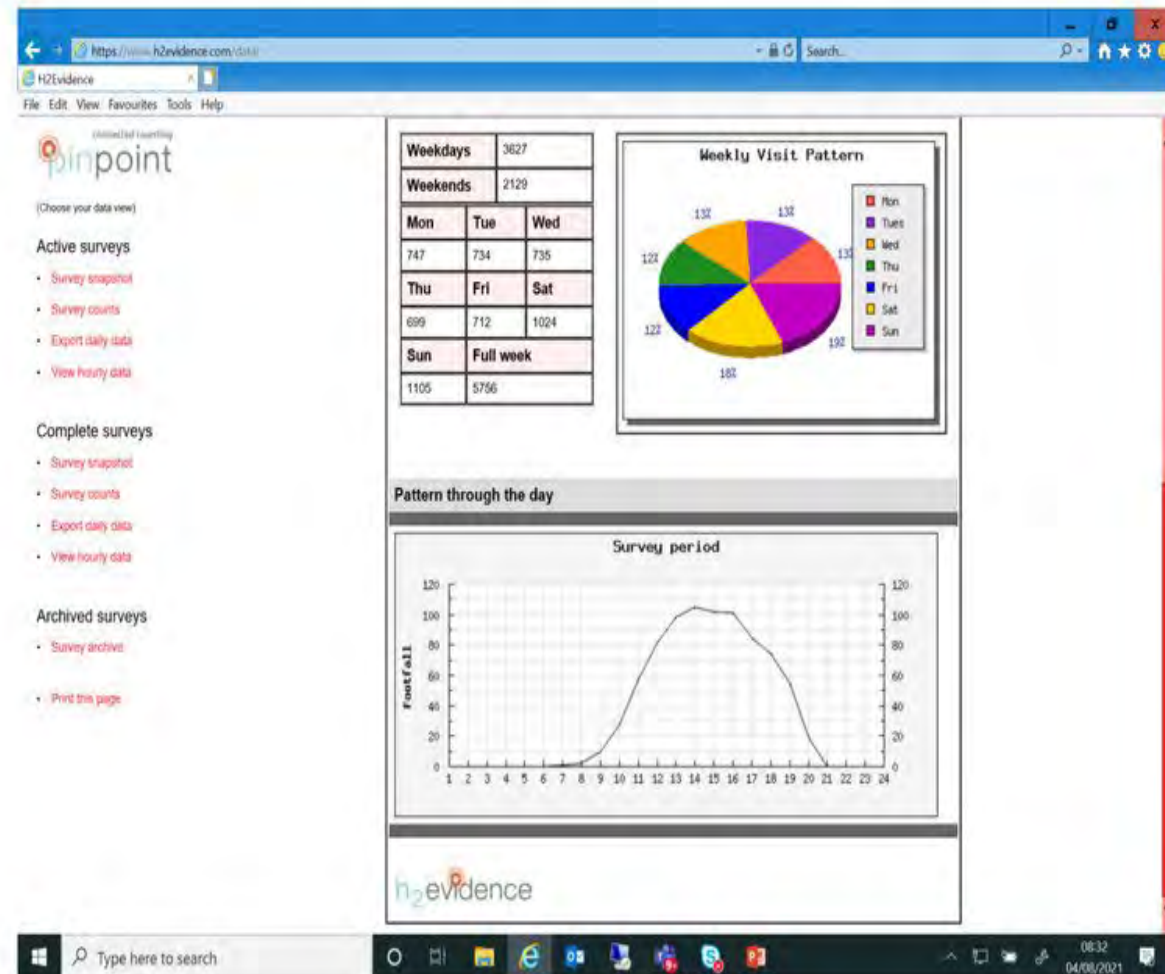 https://www.h2evidence.com/data/
Search...
H2Evidence
File Edit View Favourites Tools Help
connected counting
pinpoint
(Choose your data view)
Active surveys
• Survey snapshot
• Survey counts
• Export daily data
• View hourly data
Complete surveys
• Survey snapshot
• Survey counts
• Export daily data
• View hourly data
Archived surveys
• Survey archive
• Print this page
Weekdays 3627
Weekends 2129
Mon Tue Wed
747 734 735
Thu Fri Sat
699 712 1024
Sun Full week
1105 5756
Weekly Visit Pattern
13%
13%
13%
12%
12%
18%
19%
Mon
Tues
Wed
Thu
Fri
Sat
Sun
Pattern through the day
Survey period
Footfall
120 120
100 100
80 80
60 60
40 40
20 20
0 0
1 2 3 4 5 6 7 8 9 10 11 12 13 14 15 16 17 18 19 20 21 22 23 24
h2evidence
Type here to search
08:32
04/08/2021